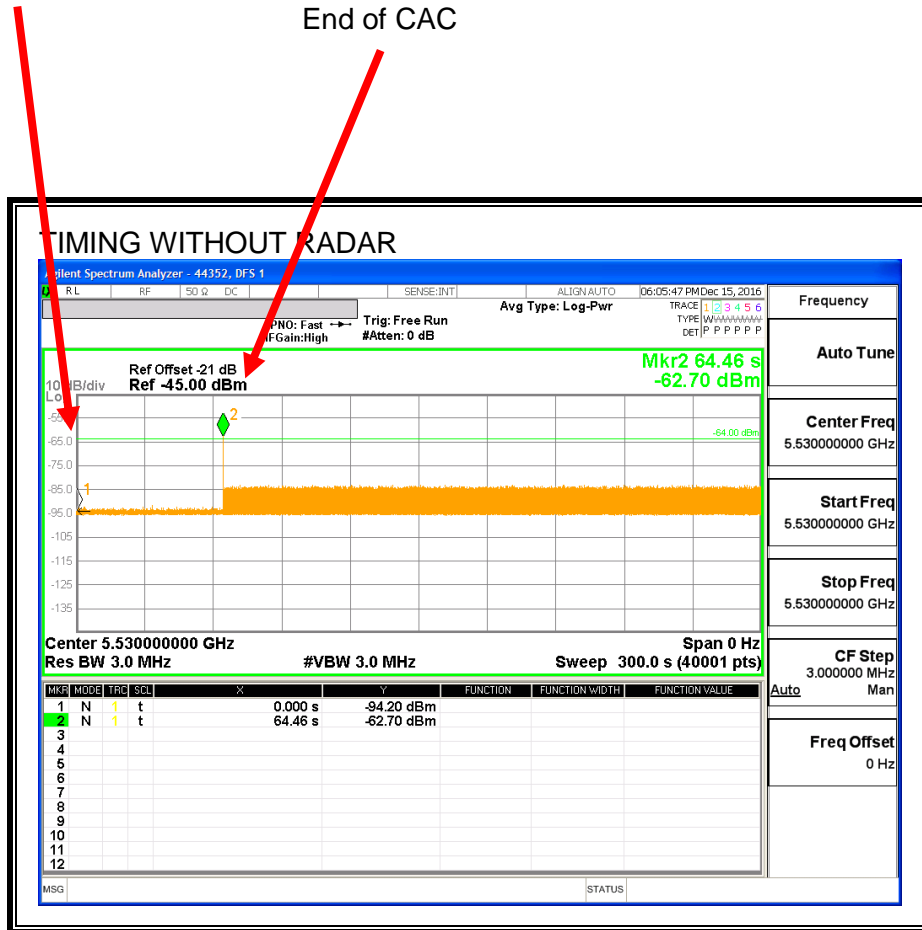 End of CAC
TIMING WITHOUT RADAR
Agilent Spectrum Analyzer - 44352, DFS 1
RL RF 50 Ω DC SENSE:INT ALIGN AUTO 06:05:47 PM Dec 15, 2016
PNO: Fast
IFGain:High
Trig: Free Run
#Atten: 0 dB
Avg Type: Log-Pwr
TRACE 1 2 3 4 5 6
TYPE WWWWWW
DET P P P P P P
Mkr2 64.46 s
-62.70 dBm
Ref Offset -21 dB
10 dB/div Ref -45.00 dBm
-64.00 dBm
2
1
-65.0
-75.0
-85.0
-95.0
-105
-115
-125
-135
Center 5.530000000 GHz Span 0 Hz
Res BW 3.0 MHz #VBW 3.0 MHz Sweep 300.0 s (40001 pts)
MKR MODE TRC SCL X Y FUNCTION FUNCTION WIDTH FUNCTION VALUE
1 N 1 t 0.000 s -94.20 dBm
2 N 1 t 64.46 s -62.70 dBm
3
4
5
6
7
8
9
10
11
12
MSG STATUS
Frequency
Auto Tune
Center Freq
5.530000000 GHz
Start Freq
5.530000000 GHz
Stop Freq
5.530000000 GHz
CF Step
3.000000 MHz
Auto Man
Freq Offset
0 Hz